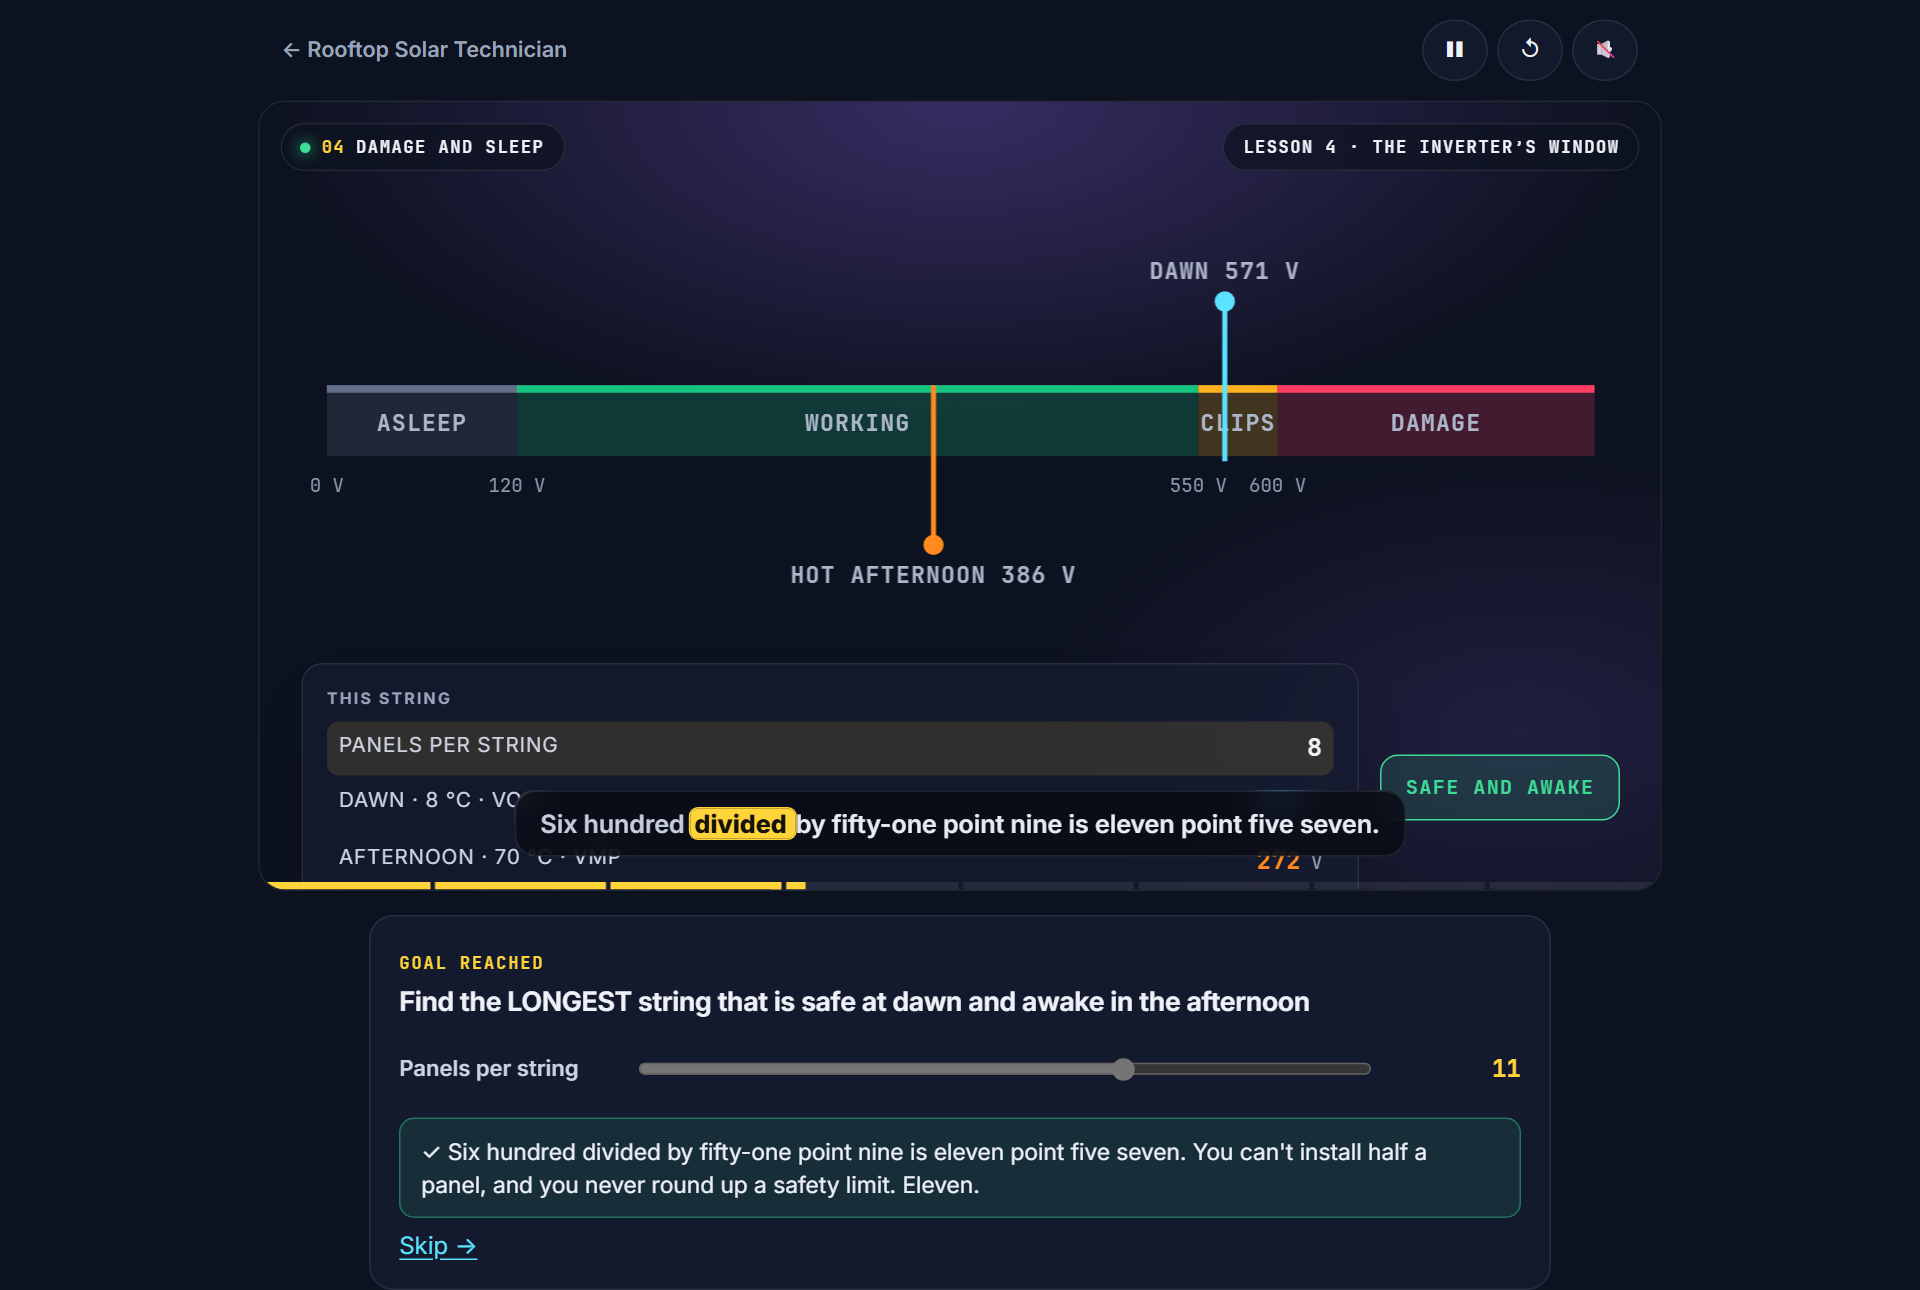 ← Rooftop Solar Technician
04 DAMAGE AND SLEEP
LESSON 4 · THE INVERTER'S WINDOW
DAWN 571 V
ASLEEP
WORKING
CLIPS
DAMAGE
0 V
120 V
550 V
600 V
HOT AFTERNOON 386 V
THIS STRING
PANELS PER STRING
8
SAFE AND AWAKE
DAWN · 8 °C ·
Six hundred divided by fifty-one point nine is eleven point five seven.
AFTERNOON · 70 °C · VMP
272 V
GOAL REACHED
Find the LONGEST string that is safe at dawn and awake in the afternoon
Panels per string
11
✓ Six hundred divided by fifty-one point nine is eleven point five seven. You can't install half a
panel, and you never round up a safety limit. Eleven.
Skip →